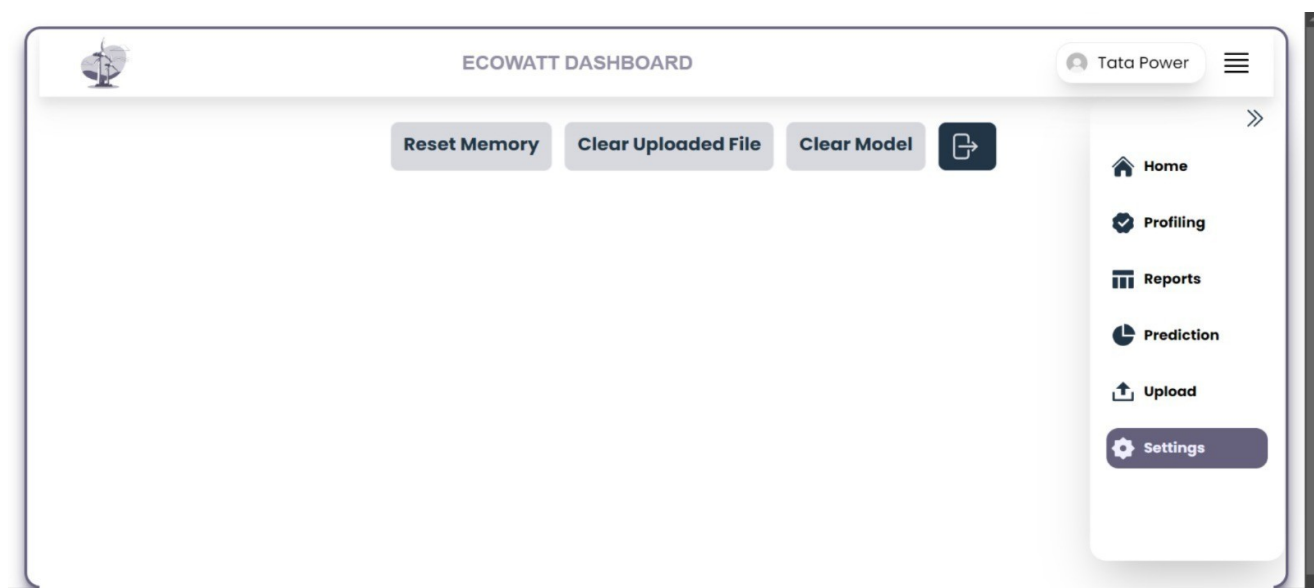 ECOWATT DASHBOARD
Tata Power
Reset Memory Clear Uploaded File Clear Model
Home
Profiling
Reports
Prediction
Upload
Settings